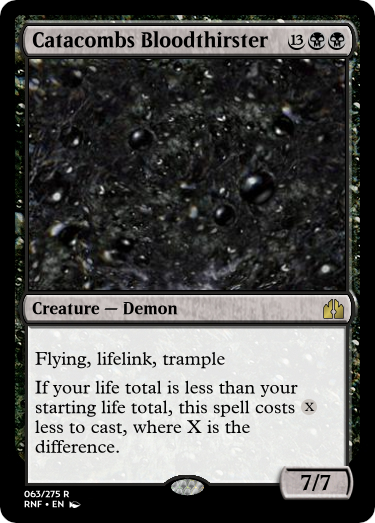 Catacombs Bloodthirster 13
Creature — Demon
Flying, lifelink, trample
If your life total is less than your
starting life total, this spell costs X
less to cast, where X is the
difference.
7/7
063/275 R
RNF • EN